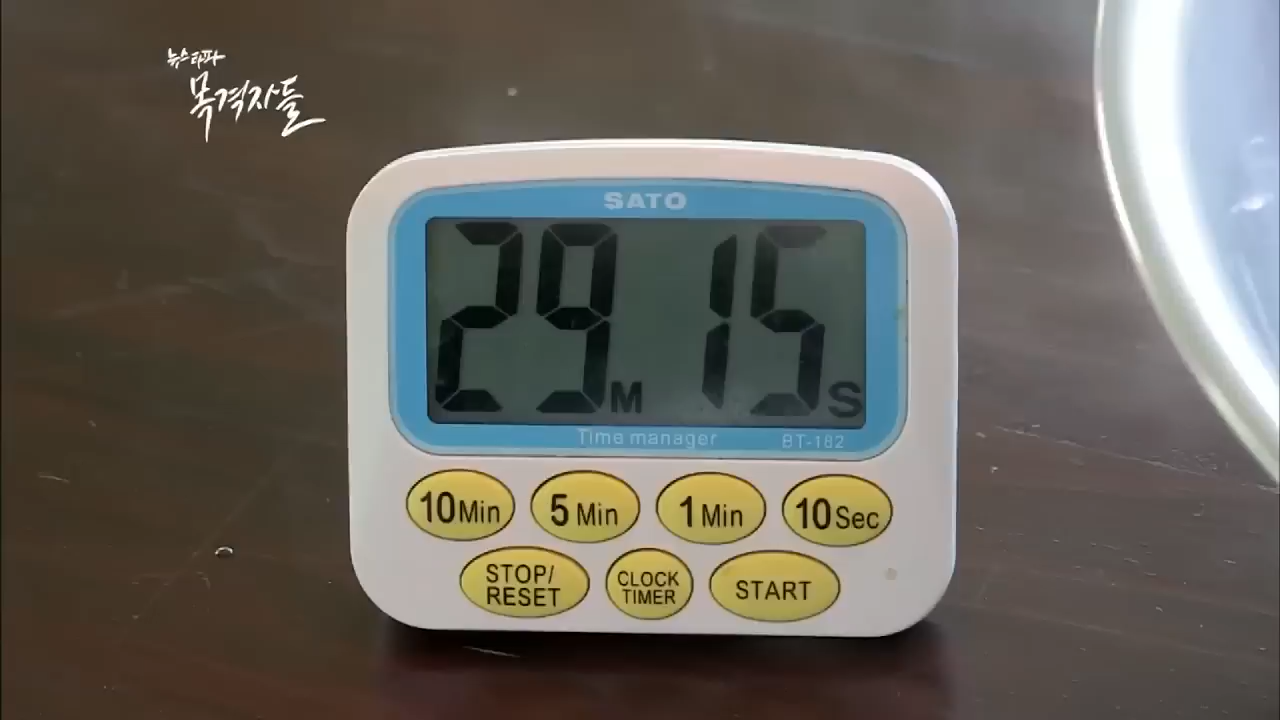 뉴스타파
목격자들
SATO
29M 15S
Time manager BT-182
10Min 5Min 1Min 10Sec
STOP/
RESET
CLOCK
TIMER
START